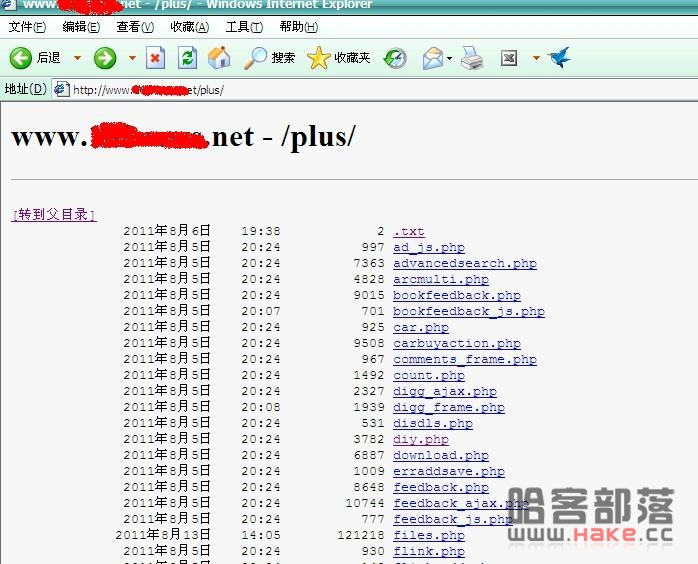 www. .net - /plus/ - Windows Internet Explorer
文件(F) 编辑(E) 查看(V) 收藏(A) 工具(T) 帮助(H)
后退 搜索 收藏夹
地址(D) http://www. et/plus/
www. .net - /plus/
[转到父目录]
2011年8月6日 19:38 2 .txt
2011年8月5日 20:24 997 ad_js.php
2011年8月5日 20:24 7363 advancedsearch.php
2011年8月5日 20:24 4828 arcmulti.php
2011年8月5日 20:24 9015 bookfeedback.php
2011年8月5日 20:07 701 bookfeedback_js.php
2011年8月5日 20:24 925 car.php
2011年8月5日 20:24 9508 carbuyaction.php
2011年8月5日 20:24 967 comments_frame.php
2011年8月5日 20:24 1492 count.php
2011年8月5日 20:24 2327 digg_ajax.php
2011年8月5日 20:08 1939 digg_frame.php
2011年8月5日 20:24 531 disdls.php
2011年8月5日 20:24 3782 diy.php
2011年8月5日 20:24 6887 download.php
2011年8月5日 20:24 1009 erraddsave.php
2011年8月5日 20:24 8648 feedback.php
2011年8月5日 20:24 10744 feedback_ajax.php
2011年8月5日 20:24 777 feedback_js.php
2011年8月13日 14:05 121218 files.php
2011年8月5日 20:24 930 flink.php
哈客部落
www.Hake.cc